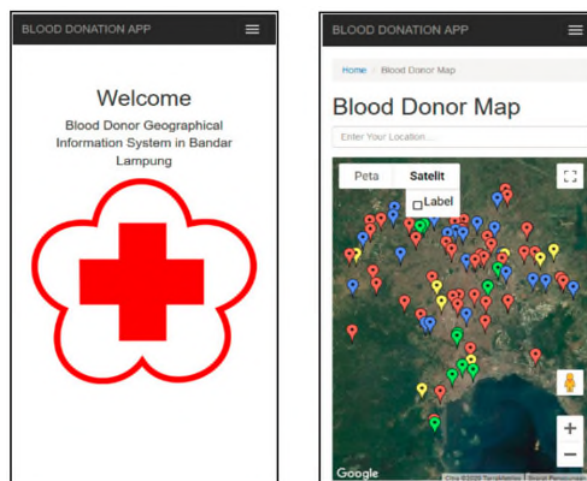 BLOOD DONATION APP
Welcome
Blood Donor Geographical
Information System in Bandar
Lampung
BLOOD DONATION APP
Home / Blood Donor Map
Blood Donor Map
Enter Your Location...
Peta Satelit
Label
Google